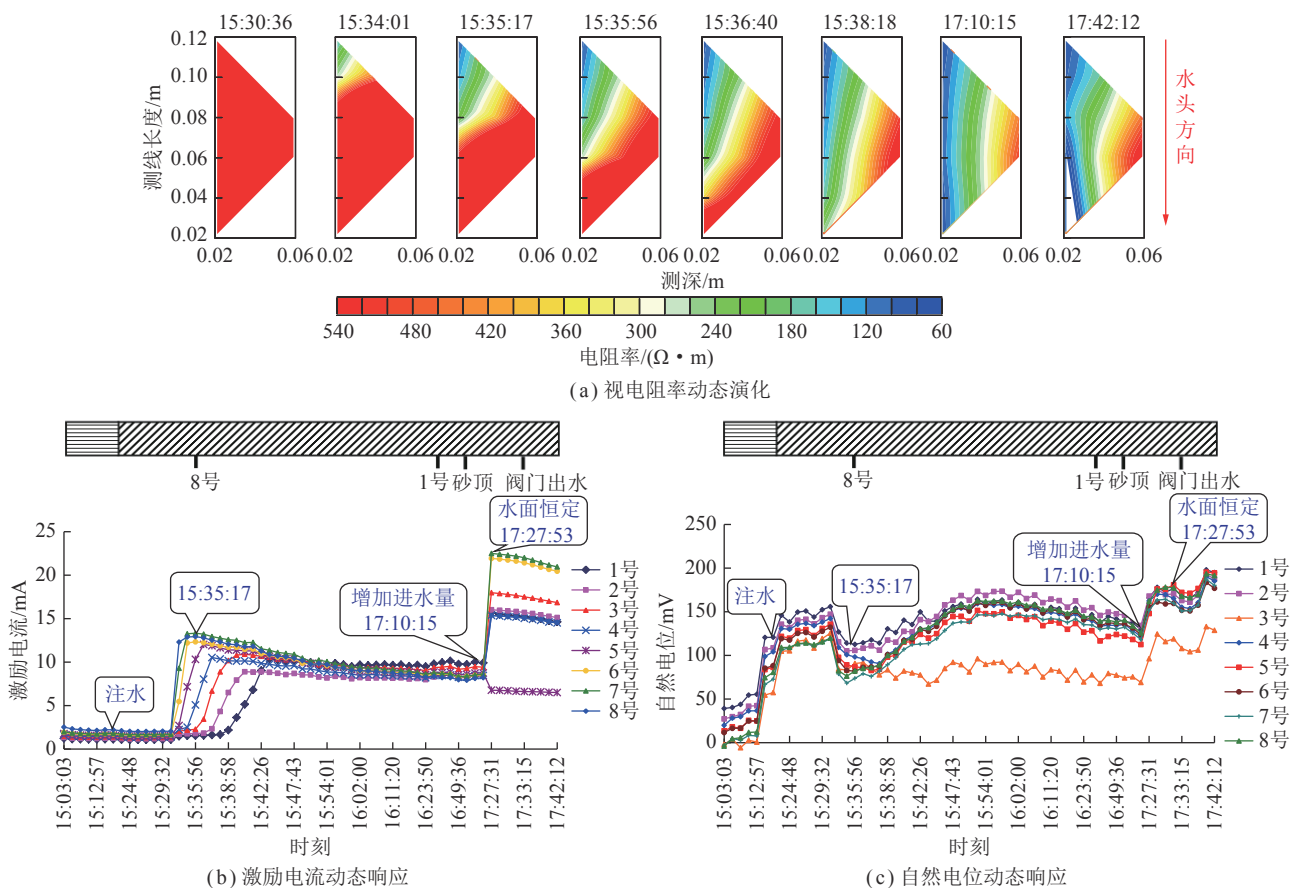 15:30:36 15:34:01 15:35:17 15:35:56 15:36:40 15:38:18 17:10:15 17:42:12
0.12
0.10
0.08
0.06
0.04
0.02
测线长度/m
水头方向
0.02 0.06 0.02 0.06 0.02 0.06 0.02 0.06 0.02 0.06 0.02 0.06 0.02 0.06 0.02 0.06
测深/m
540 480 420 360 300 240 180 120 60
电阻率/(Ω·m)
(a) 视电阻率动态演化
8号 1号 砂顶 阀门出水
25
20
15
10
5
0
激励电流/mA
注水
15:35:17
增加进水量
17:10:15
水面恒定
17:27:53
1号
2号
3号
4号
5号
6号
7号
8号
15:03:03 15:12:57 15:24:48 15:29:32 15:35:56 15:38:58 15:42:26 15:47:43 15:54:01 16:02:00 16:11:20 16:23:50 16:49:36 17:27:31 17:33:15 17:42:12
时刻
(b) 激励电流动态响应
8号 1号 砂顶 阀门出水
250
200
150
100
50
0
自然电位/mV
注水
15:35:17
增加进水量
17:10:15
水面恒定
17:27:53
1号
2号
3号
4号
5号
6号
7号
8号
15:03:03 15:12:57 15:24:48 15:29:32 15:35:56 15:38:58 15:42:26 15:47:43 15:54:01 16:02:00 16:11:20 16:23:50 16:49:36 17:27:31 17:33:15 17:42:12
时刻
(c) 自然电位动态响应